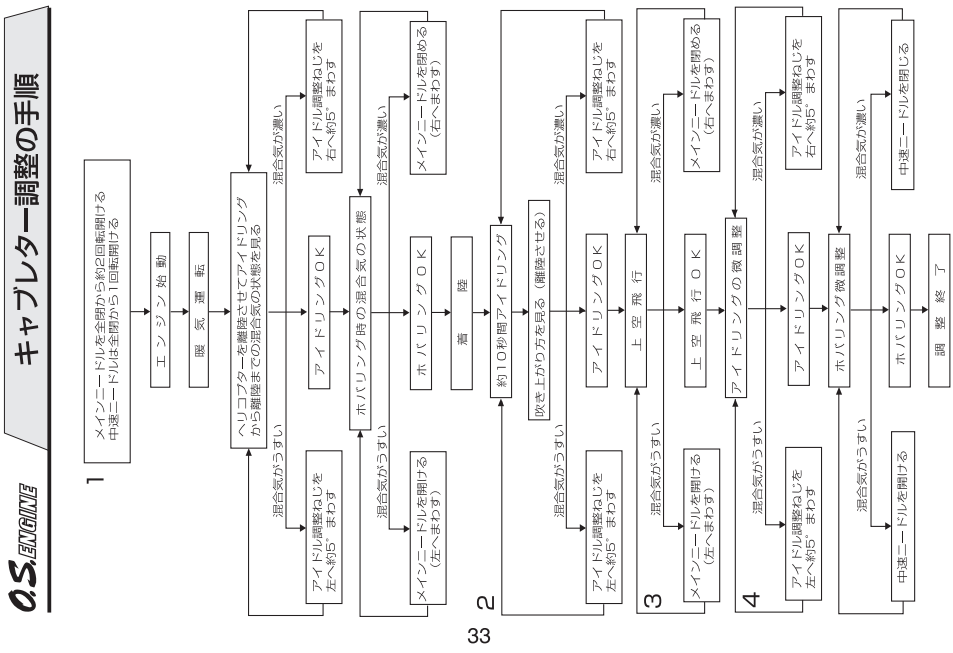 O.S.ENGINE
キャブレター調整の手順
1
メインニードルを全閉から約2回転開ける
中速ニードルは全閉から1回転開ける
エンジン始動
暖気運転
ヘリコプターを離陸させてアイドリング
から離陸までの混合気の状態を見る
混合気がうすい
混合気が濃い
アイドル調整ねじを
左へ約5°まわす
アイドリングOK
アイドル調整ねじを
右へ約5°まわす
ホバリング時の混合気の状態
混合気がうすい
混合気が濃い
メインニードルを開ける
(左へまわす)
ホバリングOK
メインニードルを閉める
(右へまわす)
着陸
2
約10秒間アイドリング
吹き上がり方を見る(離陸させる)
混合気がうすい
混合気が濃い
アイドル調整ねじを
左へ約5°まわす
アイドリングOK
アイドル調整ねじを
右へ約5°まわす
3
上空飛行
混合気がうすい
混合気が濃い
メインニードルを開ける
(左へまわす)
上空飛行OK
メインニードルを閉める
(右へまわす)
4
アイドリングの微調整
混合気がうすい
混合気が濃い
アイドル調整ねじを
左へ約5°まわす
アイドリングOK
アイドル調整ねじを
右へ約5°まわす
ホバリング微調整
混合気がうすい
混合気が濃い
中速ニードルを開ける
ホバリングOK
中速ニードルを閉じる
調整終了
33